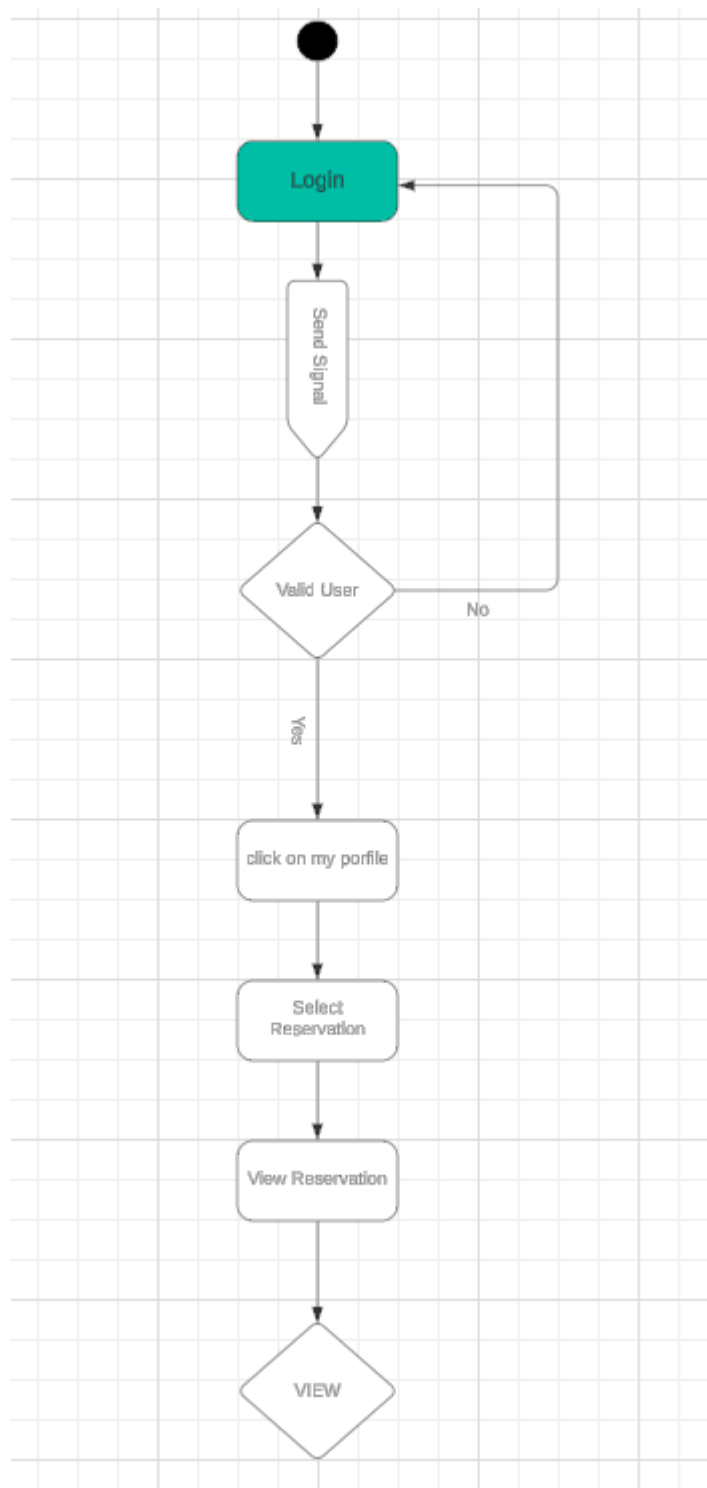 Login
Send Signal
Valid User
No
Yes
click on my porfile
Select
Reservation
View Reservation
VIEW